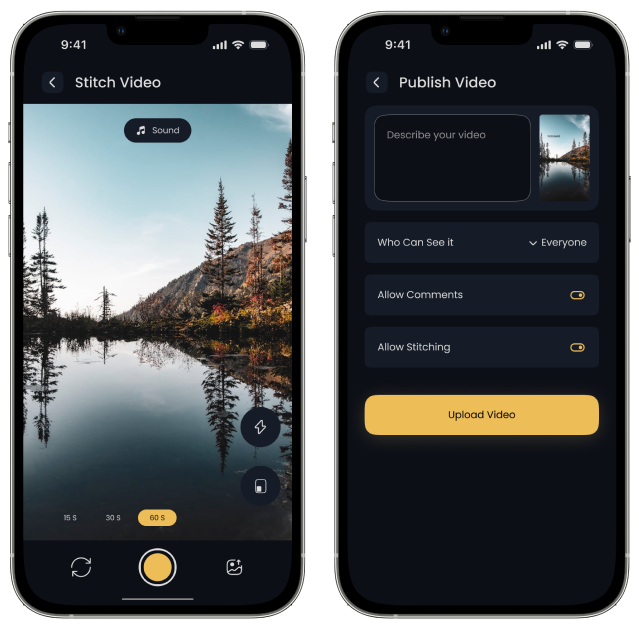 9:41
Stitch Video
Sound
15 S
30 S
60 S
9:41
Publish Video
Describe your video
Who Can See it
Everyone
Allow Comments
Allow Stitching
Upload Video